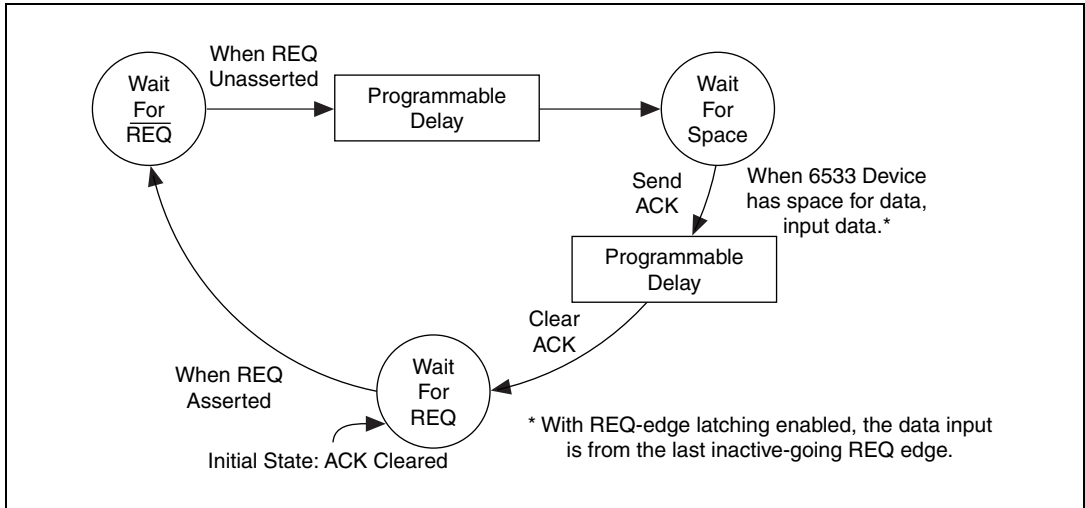 When REQ
Unasserted
Wait
For
R̅E̅Q̅
Programmable
Delay
Wait
For
Space
Send
ACK
When 6533 Device
has space for data,
input data.*
Programmable
Delay
Clear
ACK
Wait
For
REQ
When REQ
Asserted
Initial State: ACK Cleared
* With REQ-edge latching enabled, the data input
is from the last inactive-going REQ edge.